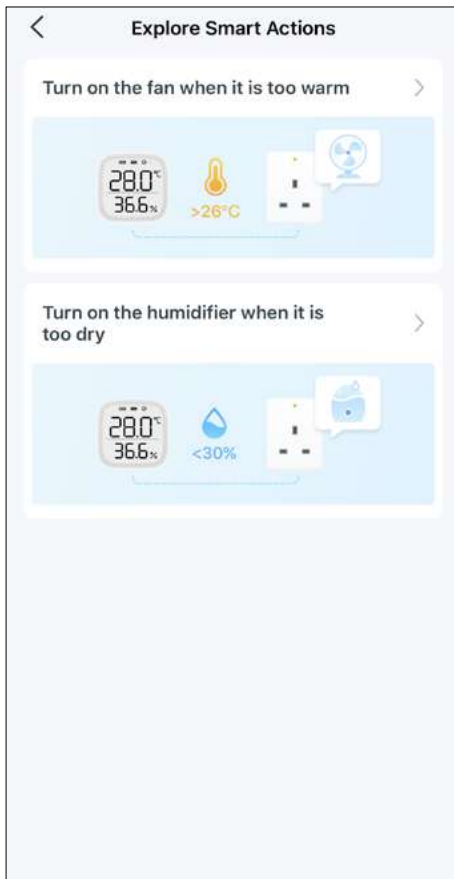 Explore Smart Actions
Turn on the fan when it is too warm
28.0°C
36.6%
>26°C
Turn on the humidifier when it is
too dry
28.0°C
36.6%
<30%